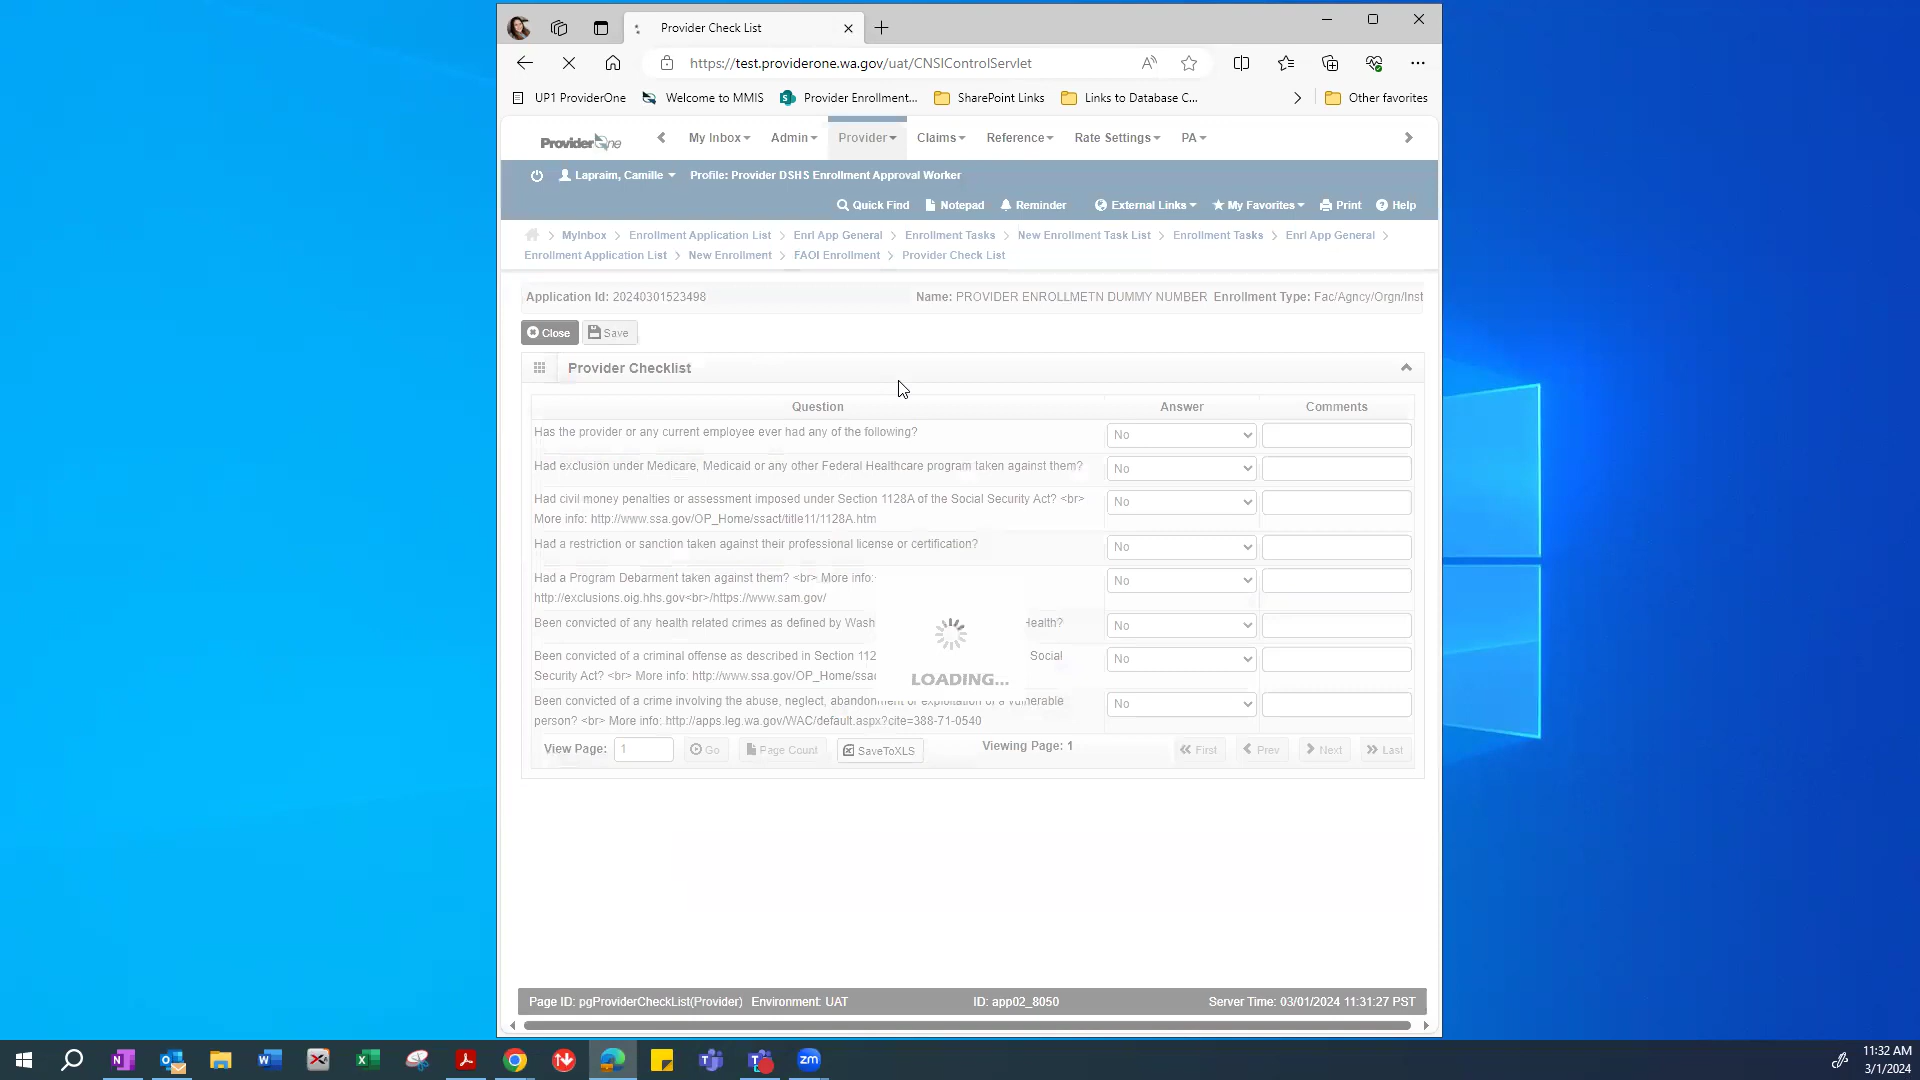 Provider Check List
https://test.providerone.wa.gov/uat/CNSIControlServlet
UP1 ProviderOne Welcome to MMIS Provider Enrollment... SharePoint Links Links to Database C... Other favorites
ProviderOne My Inbox Admin Provider Claims Reference Rate Settings PA
Lapraim, Camille Profile: Provider DSHS Enrollment Approval Worker
Quick Find Notepad Reminder External Links My Favorites Print Help
MyInbox > Enrollment Application List > Enrl App General > Enrollment Tasks > New Enrollment Task List > Enrollment Tasks > Enrl App General >
Enrollment Application List > New Enrollment > FAOI Enrollment > Provider Check List
Application Id: 20240301523498 Name: PROVIDER ENROLLMETN DUMMY NUMBER Enrollment Type: Fac/Agncy/Orgn/Inst
Close Save
Provider Checklist
Question Answer Comments
Has the provider or any current employee ever had any of the following? No
Had exclusion under Medicare, Medicaid or any other Federal Healthcare program taken against them? No
Had civil money penalties or assessment imposed under Section 1128A of the Social Security Act? <br> No
More info: http://www.ssa.gov/OP_Home/ssact/title11/1128A.htm
Had a restriction or sanction taken against their professional license or certification? No
Had a Program Debarment taken against them? <br> More info: No
http://exclusions.oig.hhs.gov<br>/https://www.sam.gov/
Been convicted of any health related crimes as defined by Wash Health? No
Been convicted of a criminal offense as described in Section 112 Social No
Security Act? <br> More info: http://www.ssa.gov/OP_Home/ssa
LOADING...
Been convicted of a crime involving the abuse, neglect, abandonment or exploitation of a vulnerable No
person? <br> More info: http://apps.leg.wa.gov/WAC/default.aspx?cite=388-71-0540
View Page: 1 Go Page Count SaveToXLS Viewing Page: 1 First Prev Next Last
Page ID: pgProviderCheckList(Provider) Environment: UAT ID: app02_8050 Server Time: 03/01/2024 11:31:27 PST
11:32 AM
3/1/2024